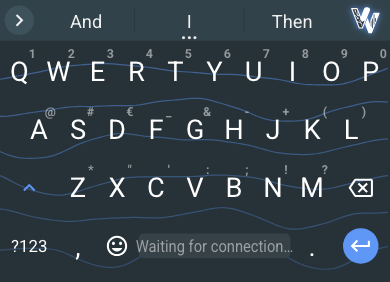 And I Then W
1 2 3 4 5 6 7 8 9 0
Q W E R T Y U I O P
@ # € _ & - + ( )
A S D F G H J K L
* " ' : ; ! ?
Z X C V B N M
?123 , Waiting for connection... .